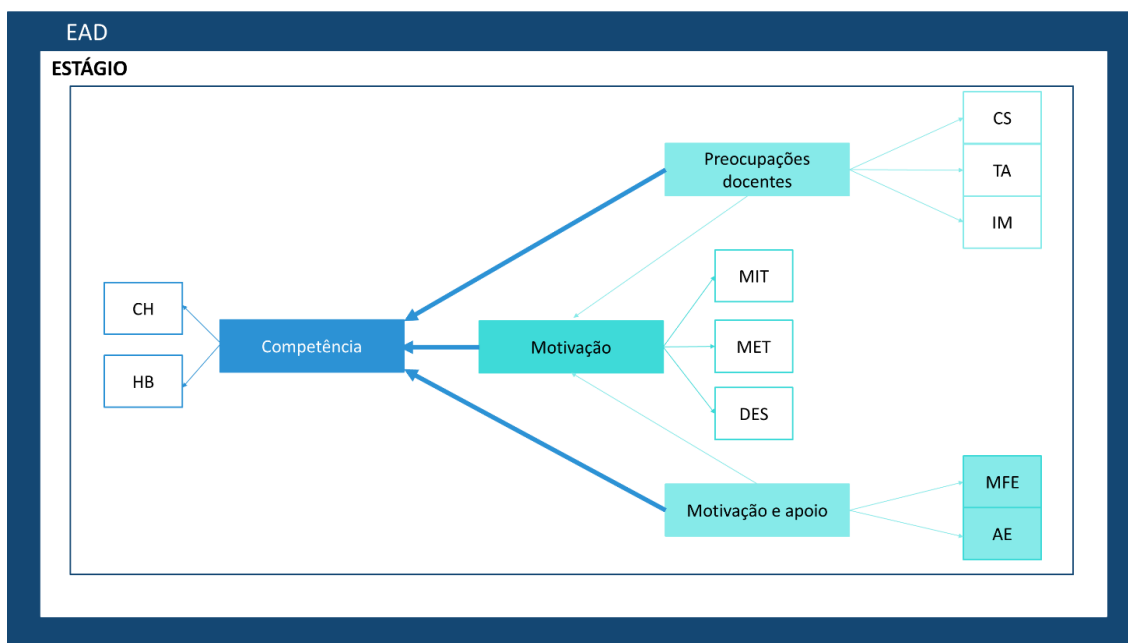 EAD
ESTÁGIO
CS
Preocupações
docentes
TA
IM
MIT
CH
Competência
Motivação
MET
HB
DES
MFE
Motivação e apoio
AE